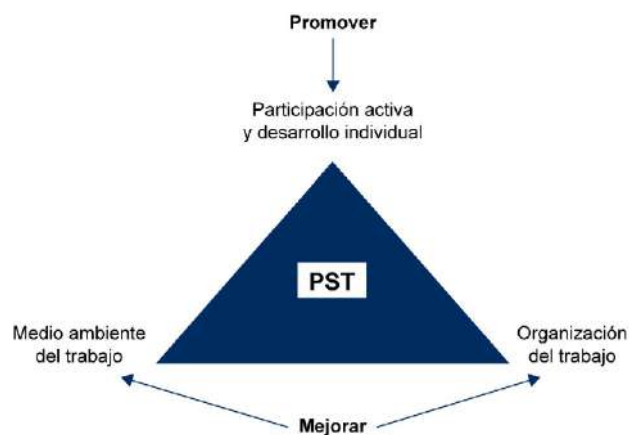 Promover
Participación activa
y desarrollo individual
PST
Medio ambiente
del trabajo
Organización
del trabajo
Mejorar